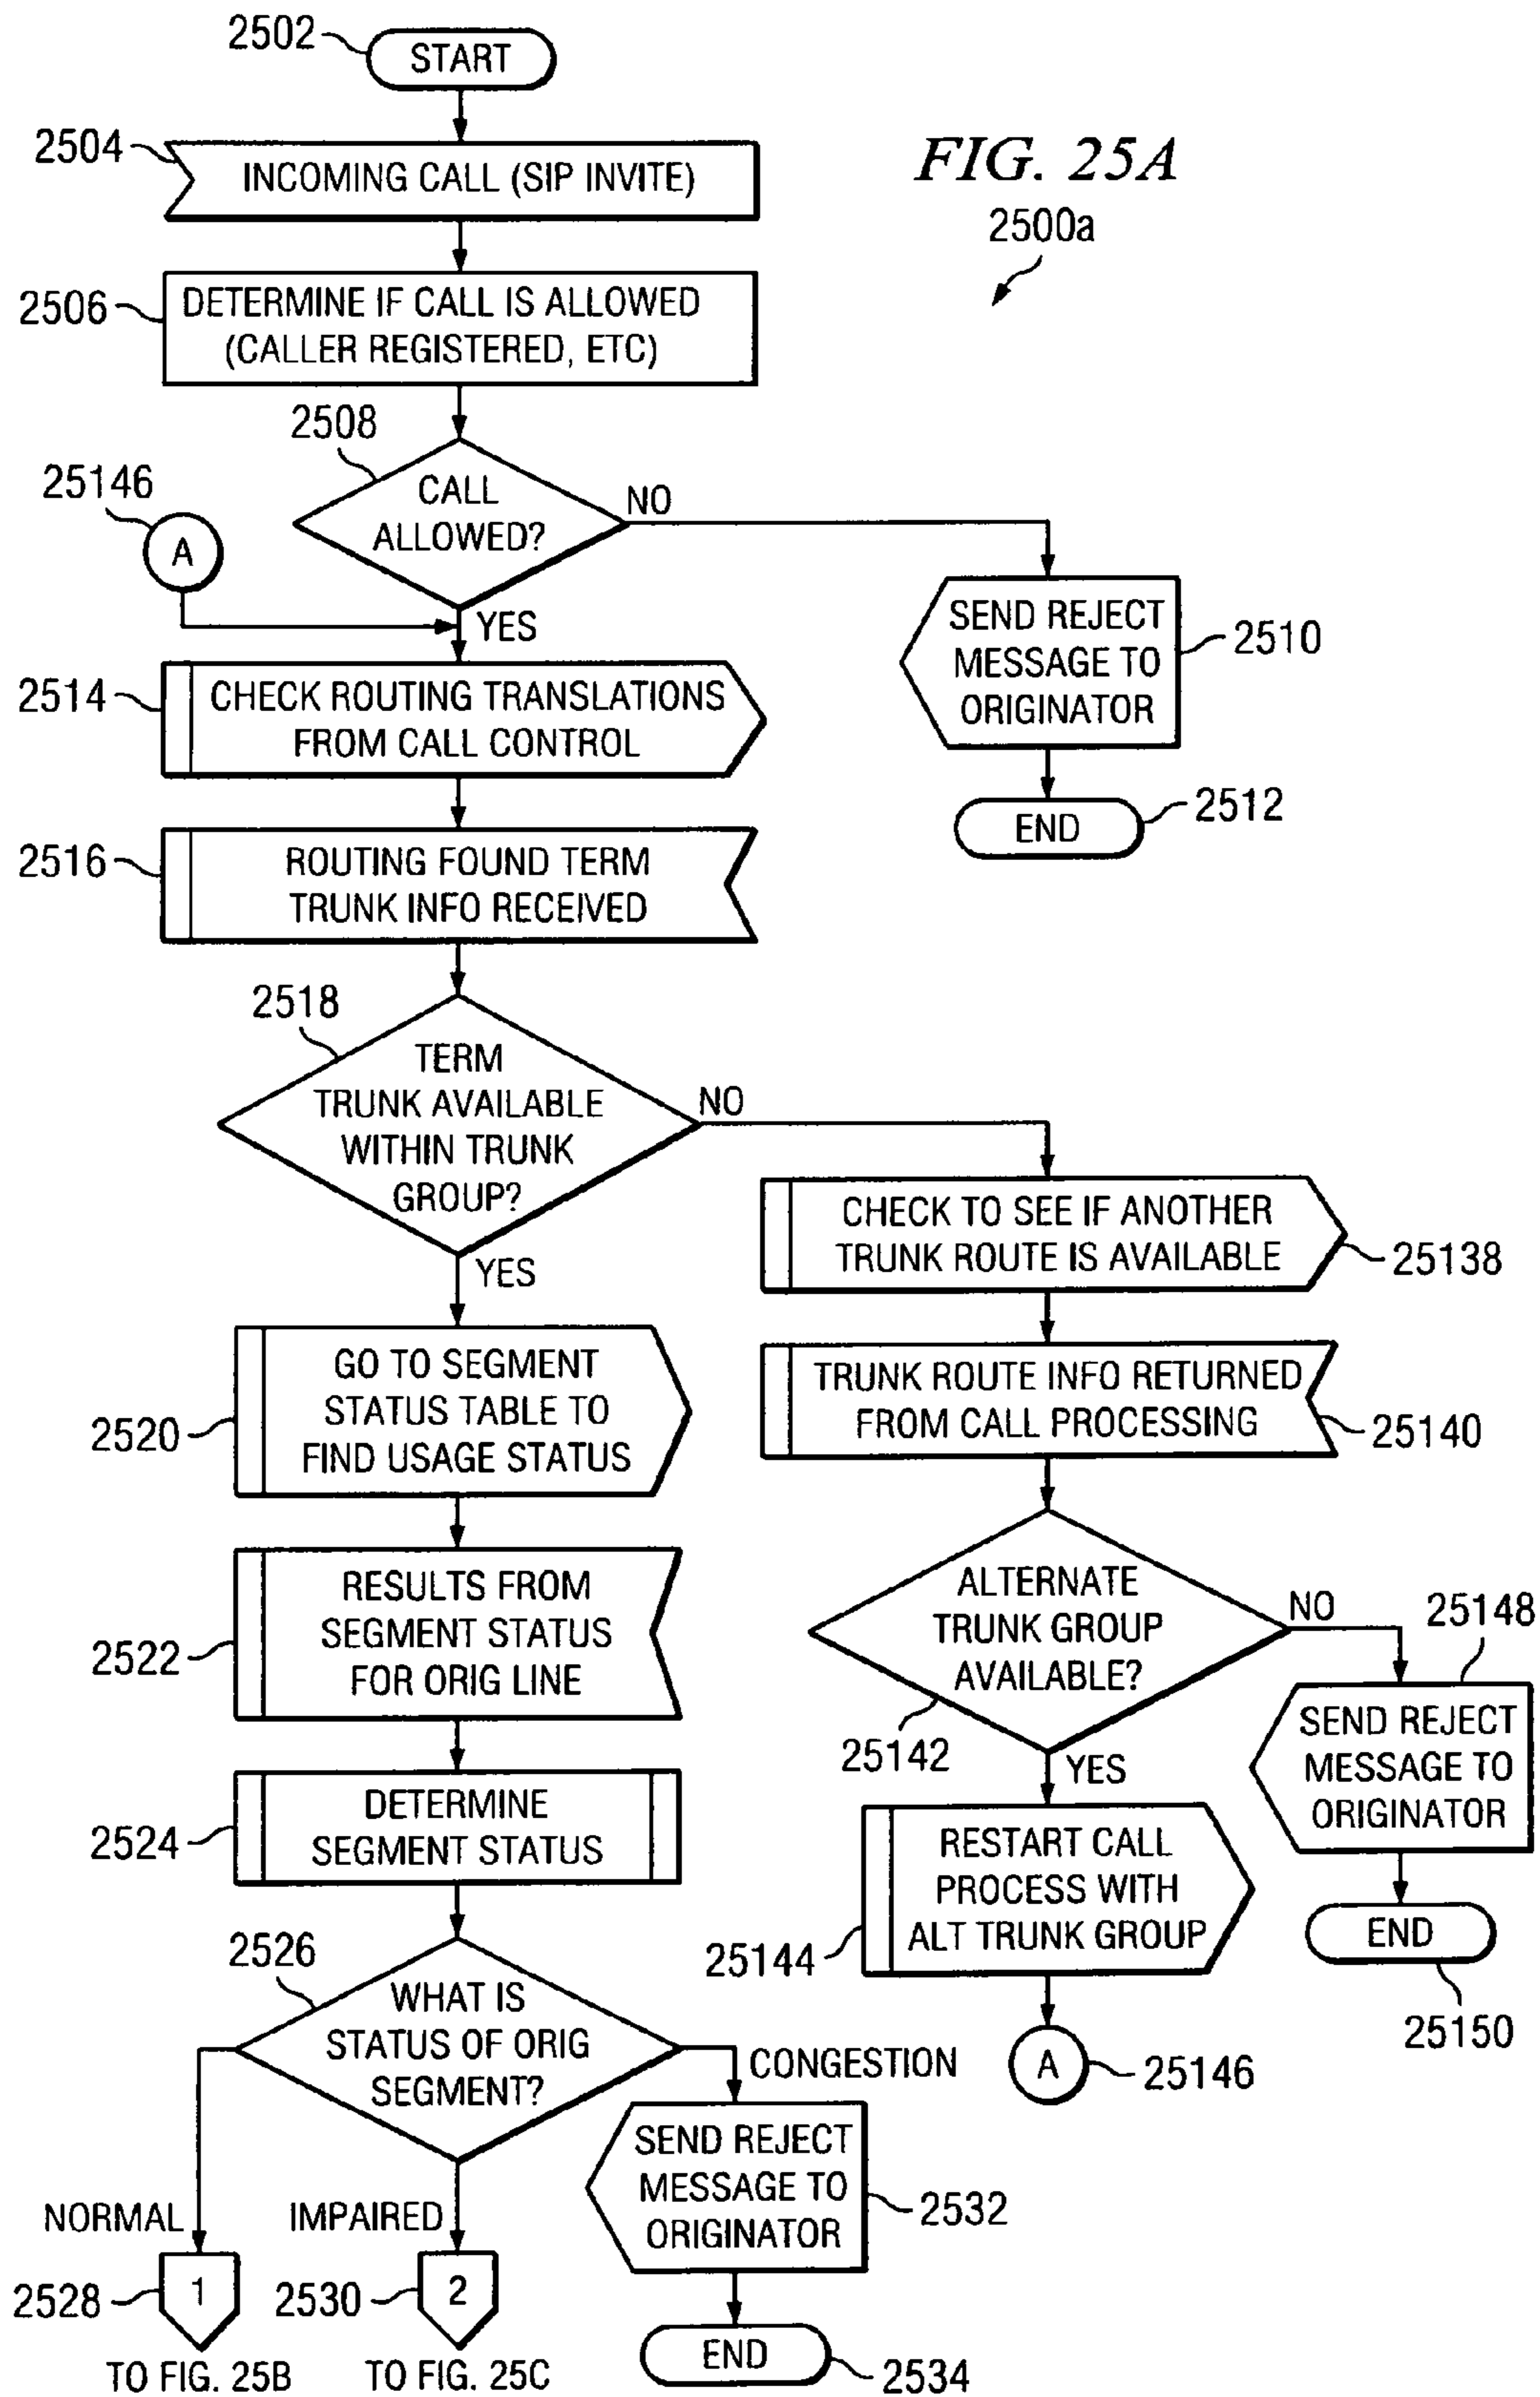 2502
START
FIG. 25A
2500a
2504
INCOMING CALL (SIP INVITE)
2506
DETERMINE IF CALL IS ALLOWED
(CALLER REGISTERED, ETC)
2508
CALL
ALLOWED?
NO
25146
A
YES
SEND REJECT
MESSAGE TO
ORIGINATOR
2510
END
2512
2514
CHECK ROUTING TRANSLATIONS
FROM CALL CONTROL
2516
ROUTING FOUND TERM
TRUNK INFO RECEIVED
2518
TERM
TRUNK AVAILABLE
WITHIN TRUNK
GROUP?
NO
YES
CHECK TO SEE IF ANOTHER
TRUNK ROUTE IS AVAILABLE
25138
TRUNK ROUTE INFO RETURNED
FROM CALL PROCESSING
25140
2520
GO TO SEGMENT
STATUS TABLE TO
FIND USAGE STATUS
2522
RESULTS FROM
SEGMENT STATUS
FOR ORIG LINE
ALTERNATE
TRUNK GROUP
AVAILABLE?
25142
NO
25148
SEND REJECT
MESSAGE TO
ORIGINATOR
END
25150
YES
25144
RESTART CALL
PROCESS WITH
ALT TRUNK GROUP
A
25146
2524
DETERMINE
SEGMENT STATUS
2526
WHAT IS
STATUS OF ORIG
SEGMENT?
CONGESTION
SEND REJECT
MESSAGE TO
ORIGINATOR
2532
END
2534
NORMAL
IMPAIRED
2528
1
2530
2
TO FIG. 25B
TO FIG. 25C